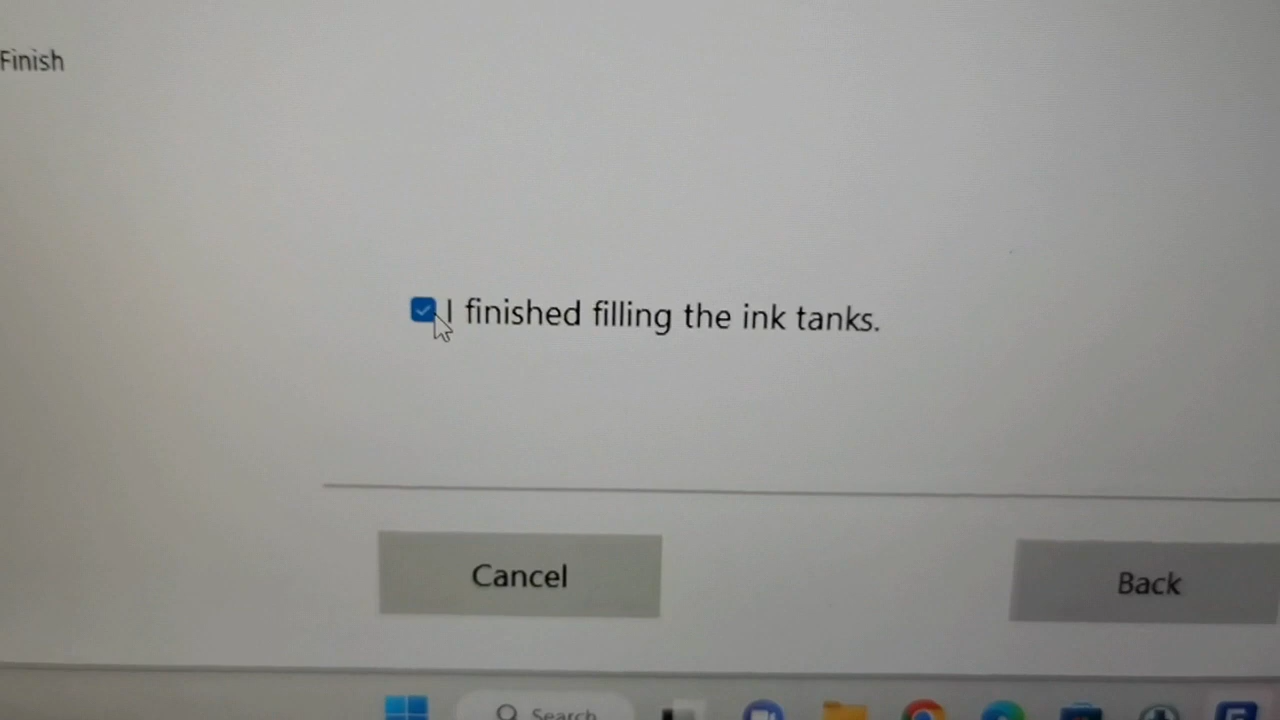 Finish
I finished filling the ink tanks.
Cancel
Back
Search